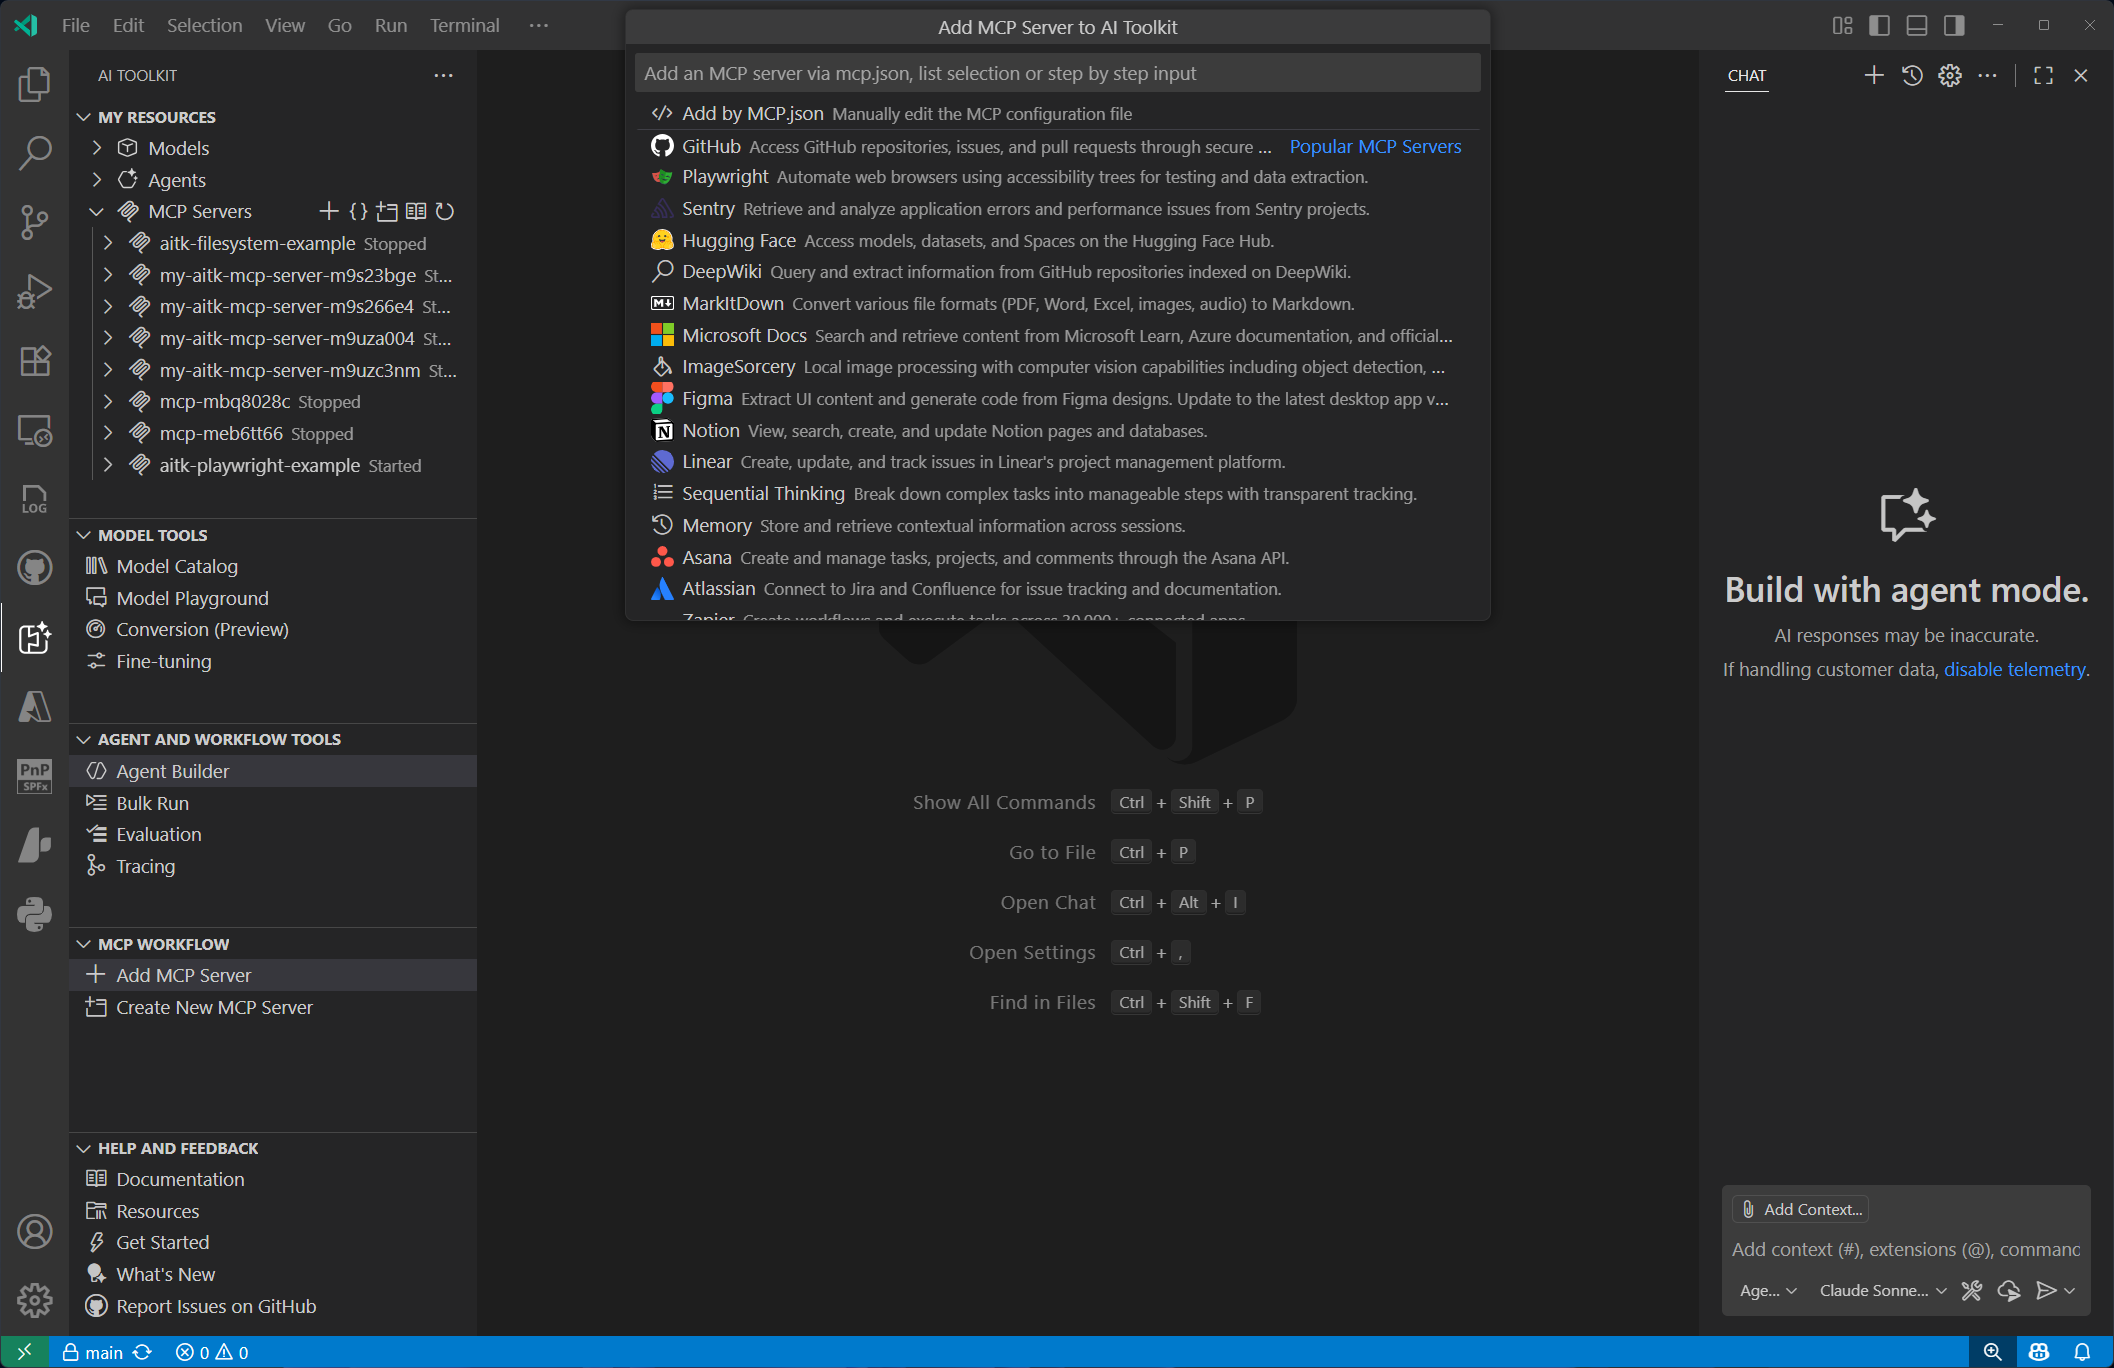 File Edit Selection View Go Run Terminal ···
Add MCP Server to AI Toolkit
Add an MCP server via mcp.json, list selection or step by step input
Add by MCP.json Manually edit the MCP configuration file
GitHub Access GitHub repositories, issues, and pull requests through secure ... Popular MCP Servers
Playwright Automate web browsers using accessibility trees for testing and data extraction.
Sentry Retrieve and analyze application errors and performance issues from Sentry projects.
Hugging Face Access models, datasets, and Spaces on the Hugging Face Hub.
DeepWiki Query and extract information from GitHub repositories indexed on DeepWiki.
MarkItDown Convert various file formats (PDF, Word, Excel, images, audio) to Markdown.
Microsoft Docs Search and retrieve content from Microsoft Learn, Azure documentation, and official...
ImageSorcery Local image processing with computer vision capabilities including object detection, ...
Figma Extract UI content and generate code from Figma designs. Update to the latest desktop app v...
Notion View, search, create, and update Notion pages and databases.
Linear Create, update, and track issues in Linear's project management platform.
Sequential Thinking Break down complex tasks into manageable steps with transparent tracking.
Memory Store and retrieve contextual information across sessions.
Asana Create and manage tasks, projects, and comments through the Asana API.
Atlassian Connect to Jira and Confluence for issue tracking and documentation.
Zapier Create workflows and execute tasks across 30,000+ connected apps.
AI TOOLKIT
MY RESOURCES
Models
Agents
MCP Servers
aitk-filesystem-example Stopped
my-aitk-mcp-server-m9s23bge St...
my-aitk-mcp-server-m9s266e4 St...
my-aitk-mcp-server-m9uza004 St...
my-aitk-mcp-server-m9uzc3nm St...
mcp-mbq8028c Stopped
mcp-meb6tt66 Stopped
aitk-playwright-example Started
MODEL TOOLS
Model Catalog
Model Playground
Conversion (Preview)
Fine-tuning
AGENT AND WORKFLOW TOOLS
Agent Builder
Bulk Run
Evaluation
Tracing
MCP WORKFLOW
Add MCP Server
Create New MCP Server
HELP AND FEEDBACK
Documentation
Resources
Get Started
What's New
Report Issues on GitHub
LOG
PnP
SPFx
Show All Commands Ctrl + Shift + P
Go to File Ctrl + P
Open Chat Ctrl + Alt + I
Open Settings Ctrl + ,
Find in Files Ctrl + Shift + F
CHAT
Build with agent mode.
AI responses may be inaccurate.
If handling customer data, disable telemetry.
Add Context...
Add context (#), extensions (@), command
Age... Claude Sonne...
main 0 0